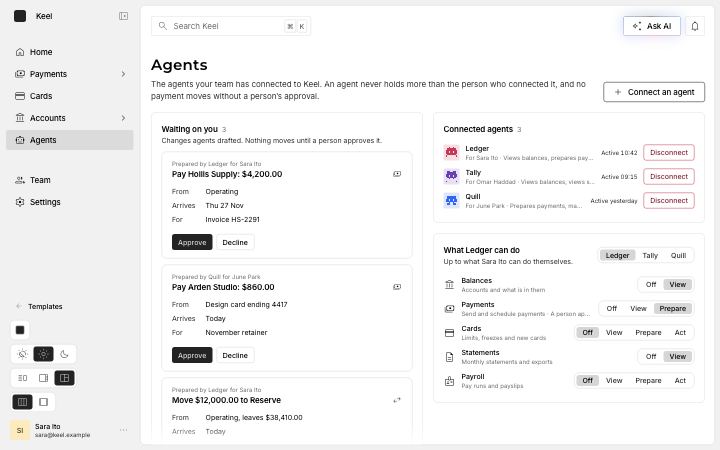 Keel
Home
Payments
Cards
Accounts
Agents
Team
Settings
Templates
SI
Sara Ito
sara@keel.example
Search Keel
⌘ K
Ask AI
Agents
The agents your team has connected to Keel. An agent never holds more than the person who connected it, and no
payment moves without a person's approval.
Connect an agent
Waiting on you 3
Changes agents drafted. Nothing moves until a person approves it.
Prepared by Ledger for Sara Ito
Pay Hollis Supply: $4,200.00
From Operating
Arrives Thu 27 Nov
For Invoice HS-2291
Approve Decline
Prepared by Quill for June Park
Pay Arden Studio: $860.00
From Design card ending 4417
Arrives Today
For November retainer
Approve Decline
Prepared by Ledger for Sara Ito
Move $12,000.00 to Reserve
From Operating, leaves $38,410.00
Arrives Today
Connected agents 3
Ledger
For Sara Ito · Views balances, prepares pay...
Active 10:42
Disconnect
Tally
For Omar Haddad · Views balances, views s...
Active 09:15
Disconnect
Quill
For June Park · Prepares payments, ma...
Active yesterday
Disconnect
What Ledger can do
Up to what Sara Ito can do themselves.
Ledger Tally Quill
Balances
Accounts and what is in them
Off View
Payments
Send and schedule payments · A person ap...
Off View Prepare
Cards
Limits, freezes and new cards
Off View Prepare Act
Statements
Monthly statements and exports
Off View
Payroll
Pay runs and payslips
Off View Prepare Act